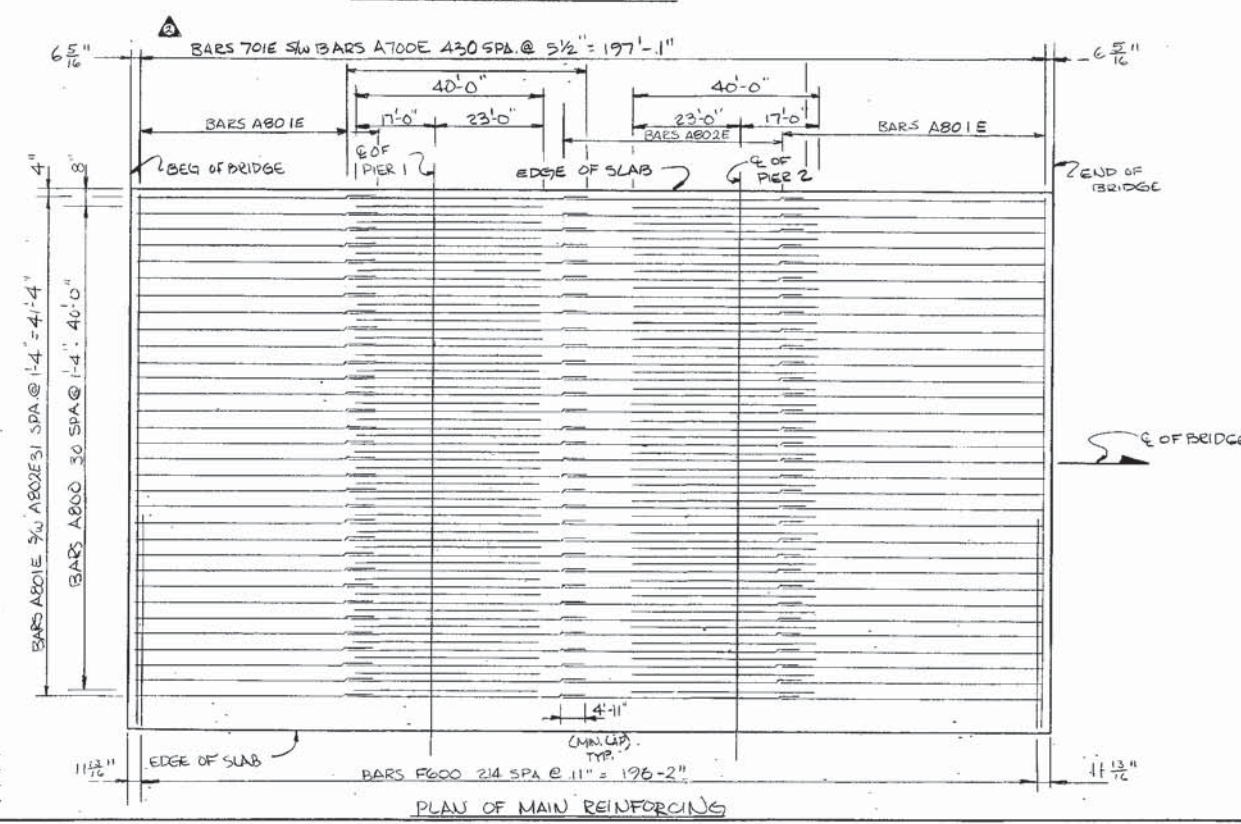 2
BARS 701E S/W BARS A700E 430 SPA. @ 5 1/2" = 197'-1"
6 5/16"
6 5/16"
40'-0"
40'-0"
17'-0"
23'-0"
23'-0"
17'-0"
BARS A801E
BARS A802E
BARS A801E
4"
8"
BEG OF BRIDGE
℄ OF PIER 1
EDGE OF SLAB
℄ OF PIER 2
END OF BRIDGE
BARS A801E S/W A802E 31 SPA. @ 1'-4" = 41'-4"
BARS A800 30 SPA @ 1'-4" 40'-0"
℄ OF BRIDGE
4'-11"
(MIN. LAP)
TYP.
11 13/16"
EDGE OF SLAB
BARS F600 214 SPA @ 11" = 196-2"
11 13/16"
PLAN OF MAIN REINFORCING